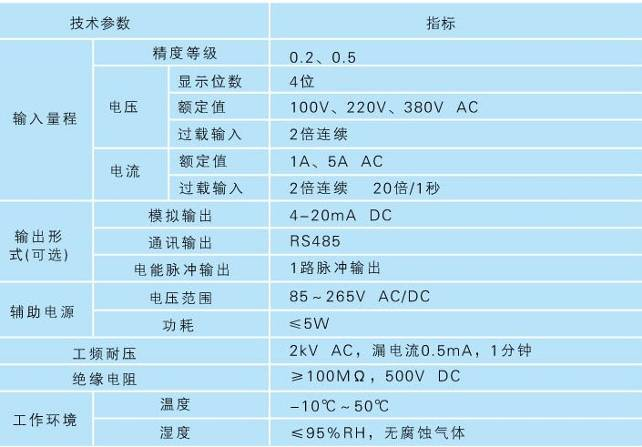 技术参数 指标
精度等级 0.2、0.5
输入量程 电压 显示位数 4位
额定值 100V、220V、380V AC
过载输入 2倍连续
电流 额定值 1A、5A AC
过载输入 2倍连续 20倍/1秒
输出形式(可选) 模拟输出 4-20mA DC
通讯输出 RS485
电能脉冲输出 1路脉冲输出
辅助电源 电压范围 85~265V AC/DC
功耗 ≤5W
工频耐压 2kV AC，漏电流0.5mA，1分钟
绝缘电阻 ≥100MΩ，500V DC
工作环境 温度 -10℃~50℃
湿度 ≤95%RH，无腐蚀气体